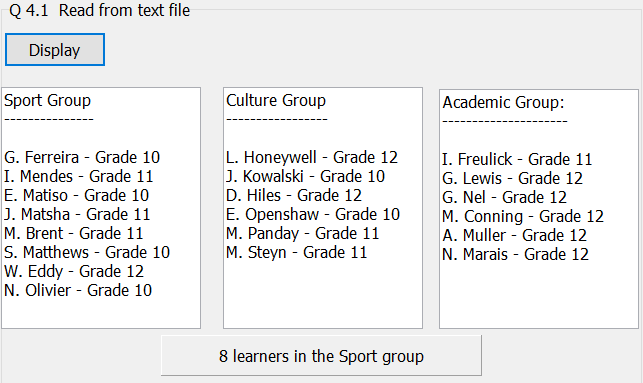 Q 4.1  Read from text file
Display
Sport Group
---------------
G. Ferreira - Grade 10
I. Mendes - Grade 11
E. Matiso - Grade 10
J. Matsha - Grade 11
M. Brent - Grade 11
S. Matthews - Grade 10
W. Eddy - Grade 12
N. Olivier - Grade 10
Culture Group
-----------------
L. Honeywell - Grade 12
J. Kowalski - Grade 10
D. Hiles - Grade 12
E. Openshaw - Grade 10
M. Panday - Grade 11
M. Steyn - Grade 11
Academic Group:
---------------------
I. Freulick - Grade 11
G. Lewis - Grade 12
G. Nel - Grade 12
M. Conning - Grade 12
A. Muller - Grade 12
N. Marais - Grade 12
8 learners in the Sport group